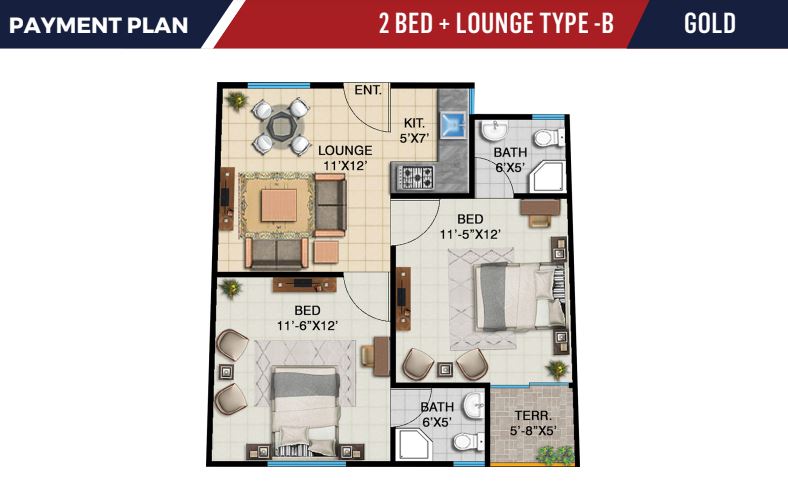 PAYMENT PLAN
2 BED + LOUNGE TYPE -B
GOLD
ENT.
KIT.
5'X7'
LOUNGE
11'X12'
BATH
6'X5'
BED
11'-5"X12'
BED
11'-6"X12'
BATH
6'X5'
TERR.
5'-8"X5'